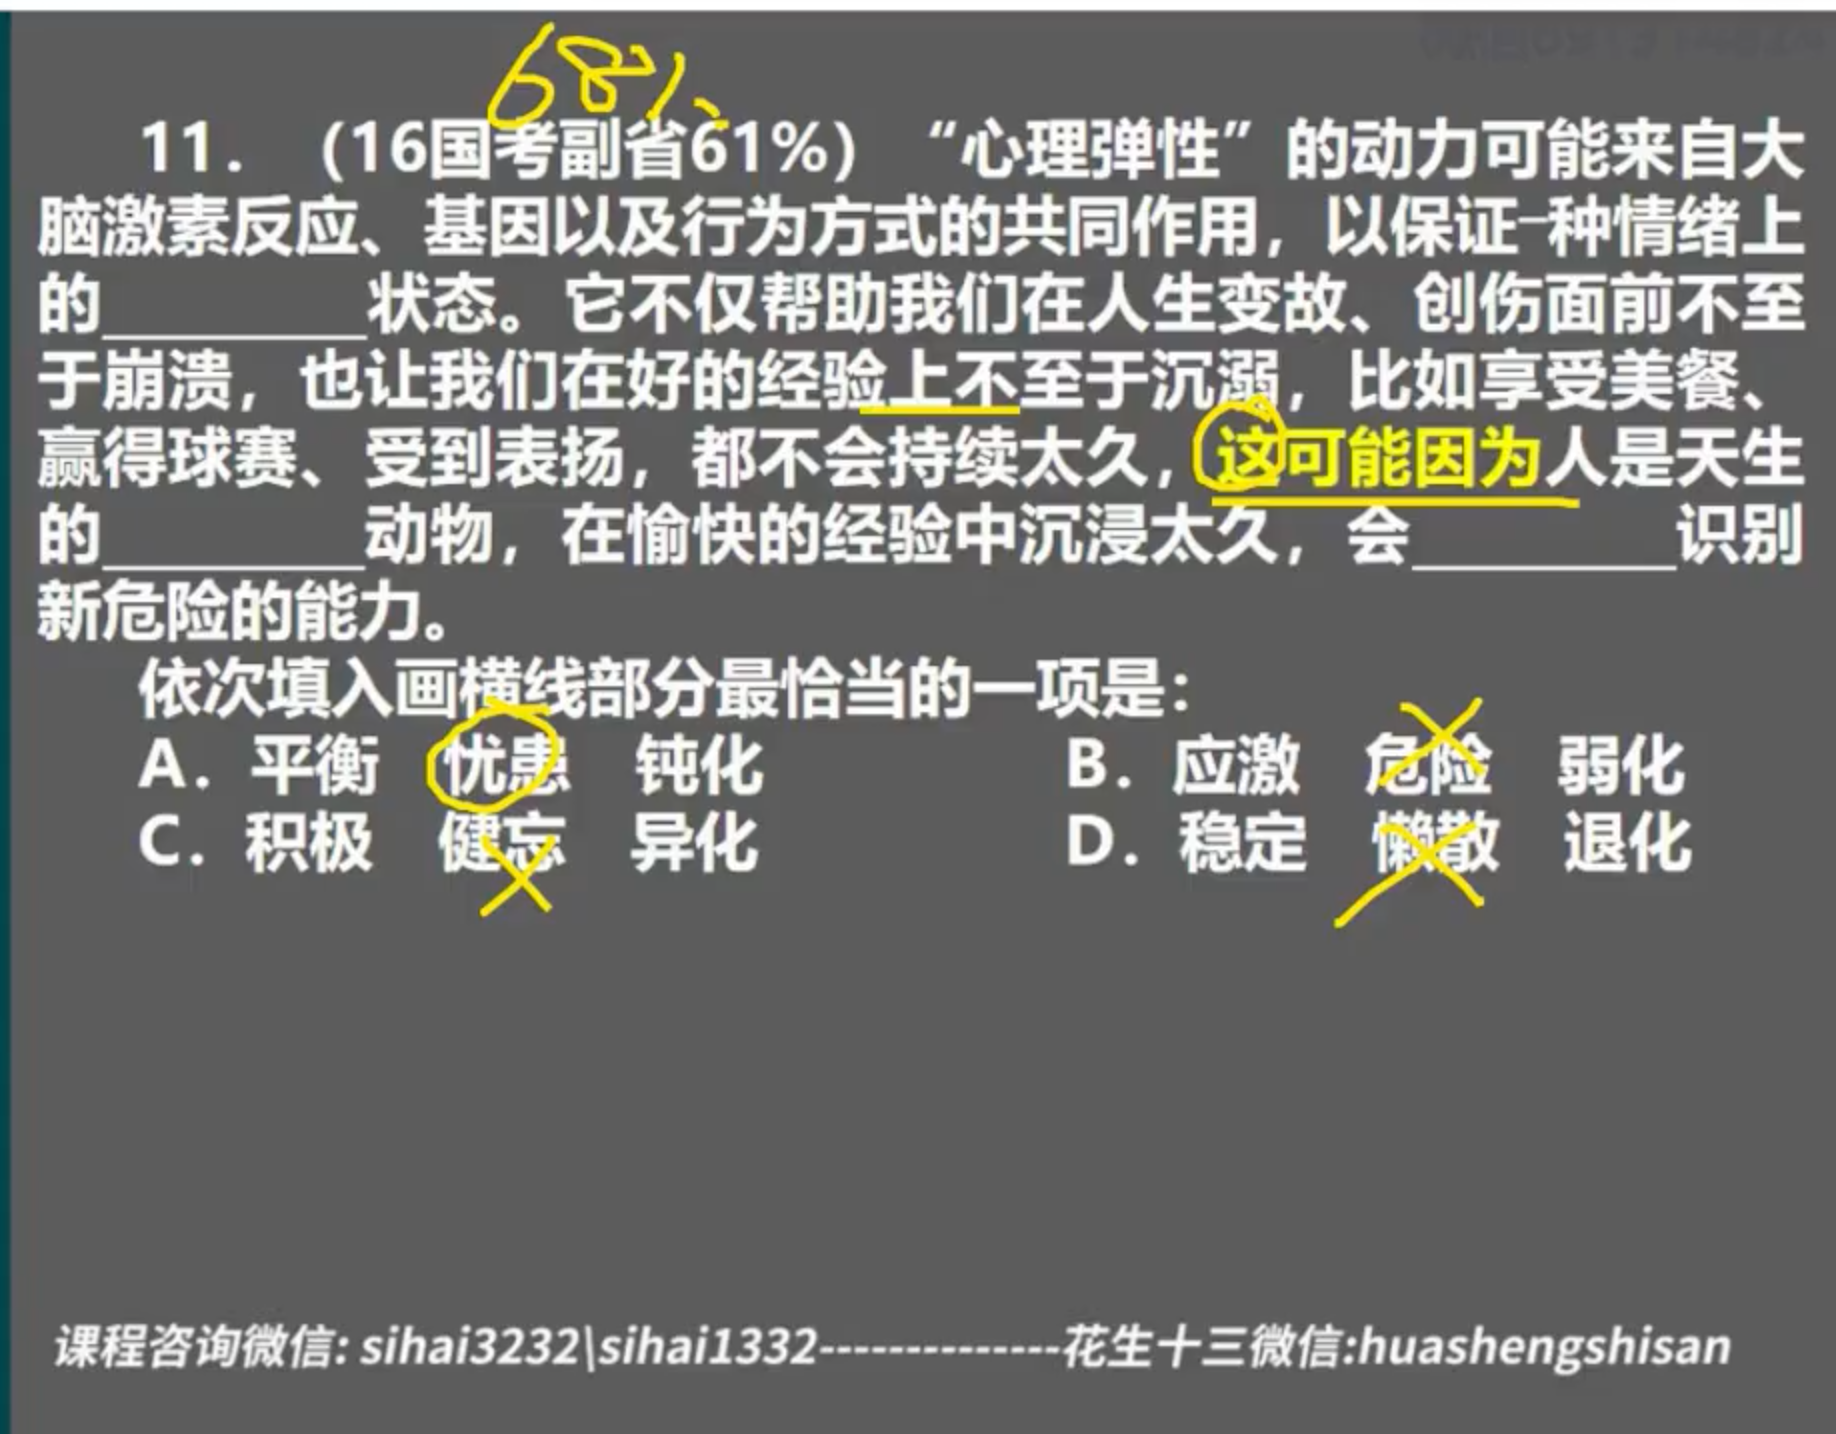 68%
11. （16国考副省61%）“心理弹性”的动力可能来自大
脑激素反应、基因以及行为方式的共同作用，以保证一种情绪上
的________状态。它不仅帮助我们在人生变故、创伤面前不至
于崩溃，也让我们在好的经验上不至于沉溺，比如享受美餐、
赢得球赛、受到表扬，都不会持续太久，这可能因为人是天生
的________动物，在愉快的经验中沉浸太久，会________识别
新危险的能力。
依次填入画横线部分最恰当的一项是：
A. 平衡 忧患 钝化 B. 应激 危险 弱化
C. 积极 健忘 异化 D. 稳定 懒散 退化
课程咨询微信: sihai3232\sihai1332--------------花生十三微信:huashengshisan